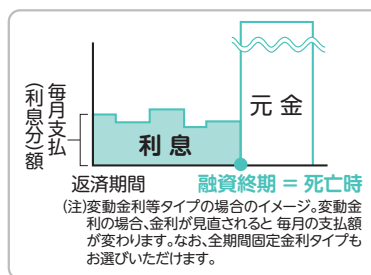 毎月支払
(利息分)額
元金
利息
返済期間
融資終期 = 死亡時
(注)変動金利等タイプの場合のイメージ。変動金
利の場合、金利が見直されると 毎月の支払額
が変わります。なお、全期間固定金利タイプも
お選びいただけます。